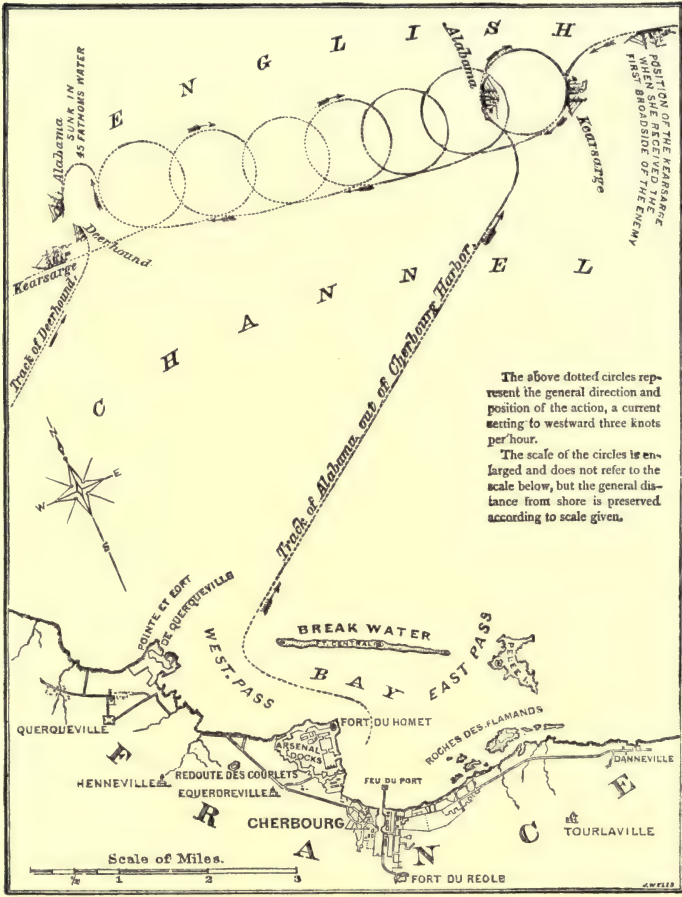 ENGLISH
CHANNEL
Alabama
SUNK IN
45 FATHOMS WATER
Alabama
Kearsarge
POSITION OF THE KEARSARGE
WHEN SHE RECEIVED THE
FIRST BROADSIDE OF THE ENEMY
Deerhound
Kearsarge
Track of Deerhound.
Track of Alabama, out of Cherbourg Harbor.
The above dotted circles rep-
resent the general direction and
position of the action, a current
setting to westward three knots
per hour.
The scale of the circles is en-
larged and does not refer to the
scale below, but the general dis-
tance from shore is preserved
according to scale given.
N
E
W
S
POINTE ET FORT
DE QUERQUEVILLE
WEST. PASS
BREAK WATER
FT. CENTRAL
BAY
EAST PASS
PELEE I.
QUERQUEVILLE
FORT DU HOMET
ARSENAL
DOCKS
ROCHES DES FLAMANDS
DANNEVILLE
HENNEVILLE
REDOUTE DES COUPLETS
EQUERDREVILLE
FEU DU PORT
CHERBOURG
TOURLAVILLE
FRANCE
FORT DU REOLE
Scale of Miles.
½ 1 2 3
J. WELLS